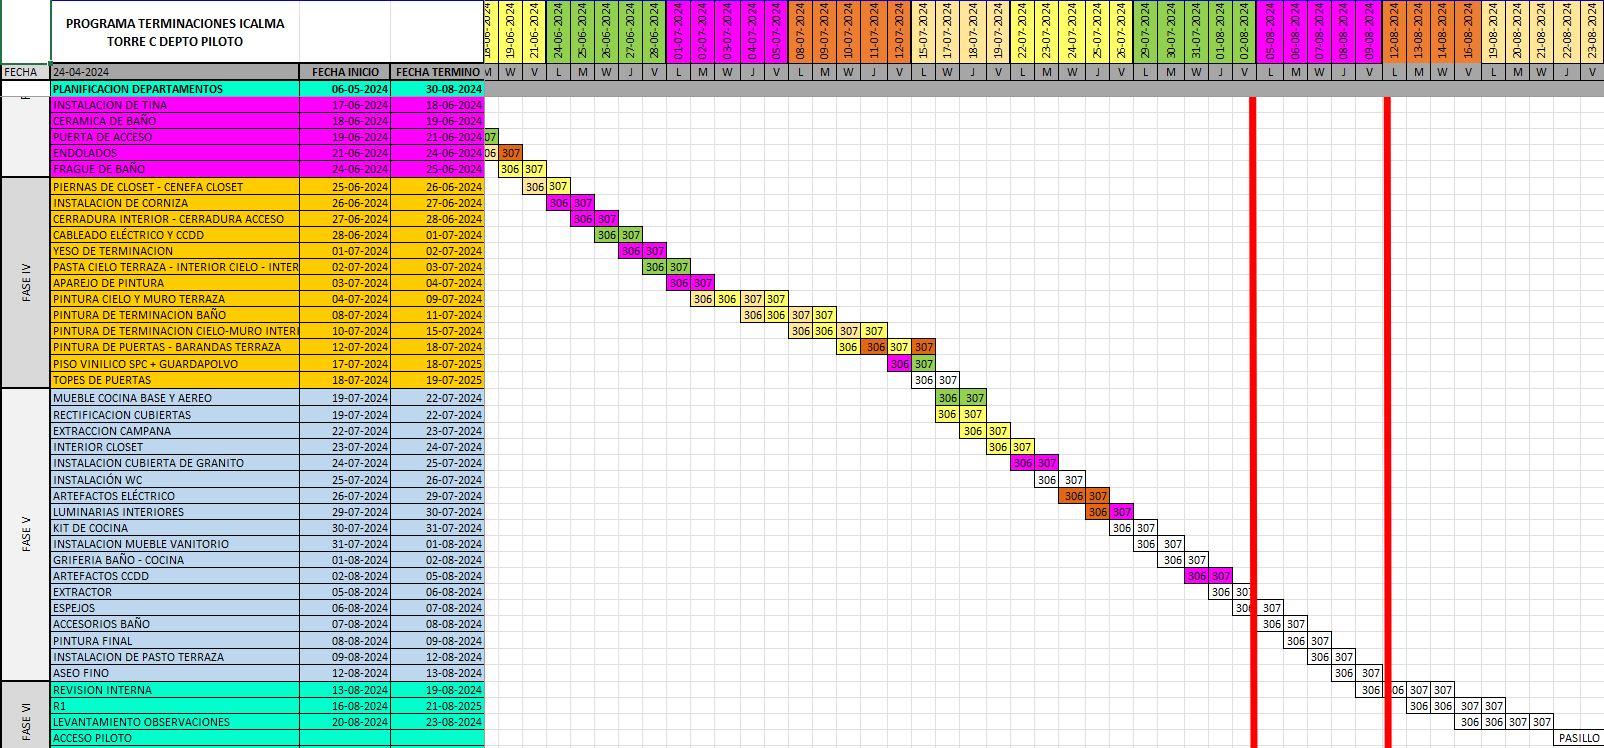 PROGRAMA TERMINACIONES ICALMA
TORRE C DEPTO PILOTO
19-06-2024 21-06-2024 24-06-2024 25-06-2024 26-06-2024 27-06-2024 28-06-2024 01-07-2024 02-07-2024 03-07-2024 04-07-2024 05-07-2024 08-07-2024 09-07-2024 10-07-2024 11-07-2024 12-07-2024 15-07-2024 17-07-2024 18-07-2024 19-07-2024 22-07-2024 23-07-2024 24-07-2024 25-07-2024 26-07-2024 29-07-2024 30-07-2024 31-07-2024 01-08-2024 02-08-2024 05-08-2024 06-08-2024 07-08-2024 08-08-2024 09-08-2024 12-08-2024 13-08-2024 14-08-2024 16-08-2024 19-08-2024 20-08-2024 21-08-2024 22-08-2024 23-08-2024
FECHA 24-04-2024 FECHA INICIO FECHA TERMINO M W V L M W J V L M W J V L M W J V L W J V L M W J V L M W J V L M W J V L M W V L M W J V
PLANIFICACION DEPARTAMENTOS 06-05-2024 30-08-2024
INSTALACION DE TINA 17-06-2024 18-06-2024
CERAMICA DE BAÑO 18-06-2024 19-06-2024
PUERTA DE ACCESO 19-06-2024 21-06-2024 07
ENDOLADOS 21-06-2024 24-06-2024 06 307
FRAGUE DE BAÑO 24-06-2024 25-06-2024 306 307
FASE IV
PIERNAS DE CLOSET - CENEFA CLOSET 25-06-2024 26-06-2024 306 307
INSTALACION DE CORNIZA 26-06-2024 27-06-2024 306 307
CERRADURA INTERIOR - CERRADURA ACCESO 27-06-2024 28-06-2024 306 307
CABLEADO ELÉCTRICO Y CCDD 28-06-2024 01-07-2024 306 307
YESO DE TERMINACION 01-07-2024 02-07-2024 306 307
PASTA CIELO TERRAZA - INTERIOR CIELO - INTER 02-07-2024 03-07-2024 306 307
APAREJO DE PINTURA 03-07-2024 04-07-2024 306 307
PINTURA CIELO Y MURO TERRAZA 04-07-2024 09-07-2024 306 306 307 307
PINTURA DE TERMINACION BAÑO 08-07-2024 11-07-2024 306 306 307 307
PINTURA DE TERMINACION CIELO-MURO INTERI 10-07-2024 15-07-2024 306 306 307 307
PINTURA DE PUERTAS - BARANDAS TERRAZA 12-07-2024 18-07-2024 306 306 307 307
PISO VINILICO SPC + GUARDAPOLVO 17-07-2024 18-07-2025 306 307
TOPES DE PUERTAS 18-07-2024 19-07-2025 306 307
FASE V
MUEBLE COCINA BASE Y AEREO 19-07-2024 22-07-2024 306 307
RECTIFICACION CUBIERTAS 19-07-2024 22-07-2024 306 307
EXTRACCION CAMPANA 22-07-2024 23-07-2024 306 307
INTERIOR CLOSET 23-07-2024 24-07-2024 306 307
INSTALACION CUBIERTA DE GRANITO 24-07-2024 25-07-2024 306 307
INSTALACIÓN WC 25-07-2024 26-07-2024 306 307
ARTEFACTOS ELÉCTRICO 26-07-2024 29-07-2024 306 307
LUMINARIAS INTERIORES 29-07-2024 30-07-2024 306 307
KIT DE COCINA 30-07-2024 31-07-2024 306 307
INSTALACION MUEBLE VANITORIO 31-07-2024 01-08-2024 306 307
GRIFERIA BAÑO - COCINA 01-08-2024 02-08-2024 306 307
ARTEFACTOS CCDD 02-08-2024 05-08-2024 306 307
EXTRACTOR 05-08-2024 06-08-2024 306 307
ESPEJOS 06-08-2024 07-08-2024 306 307
ACCESORIOS BAÑO 07-08-2024 08-08-2024 306 307
PINTURA FINAL 08-08-2024 09-08-2024 306 307
INSTALACION DE PASTO TERRAZA 09-08-2024 12-08-2024 306 307
ASEO FINO 12-08-2024 13-08-2024 306 307
FASE VI
REVISION INTERNA 13-08-2024 19-08-2024 306 306 307 307
R1 16-08-2024 21-08-2025 306 306 307 307
LEVANTAMIENTO OBSERVACIONES 20-08-2024 23-08-2024 306 306 307 307
ACCESO PILOTO PASILLO